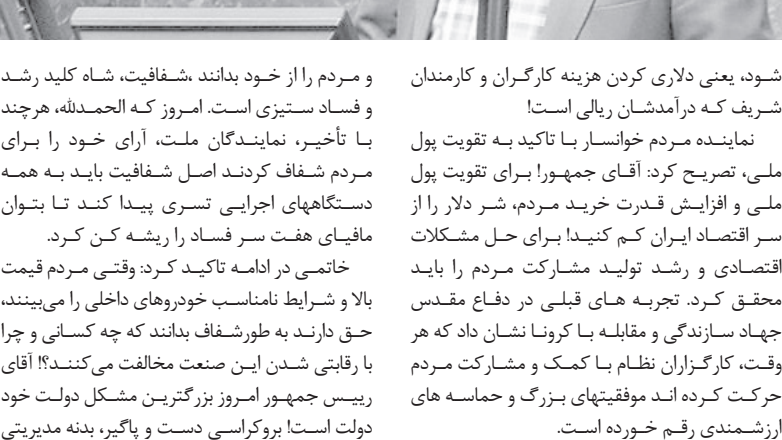 شود، یعنی دلاری کردن هزینه کارگران و کارمندان
شریف که درآمدشان ریالی است!
نماینده مردم خوانسار با تاکید به تقویت پول
ملی، تصریح کرد: آقای جمهور! برای تقویت پول
ملی و افزایش قدرت خرید مردم، شر دلار را از
سر اقتصاد ایران کم کنید! برای حل مشکلات
اقتصادی و رشد تولید مشارکت مردم را باید
محقق کرد. تجربه های قبلی در دفاع مقدس
جهاد سازندگی و مقابله با کرونا نشان داد که هر
وقت، کارگزاران نظام با کمک و مشارکت مردم
حرکت کرده اند موفقیتهای بزرگ و حماسه های
ارزشمندی رقم خورده است.
و مردم را از خود بدانند ،شفافیت، شاه کلید رشد
و فساد ستیزی است. امروز که الحمدلله، هرچند
با تأخیر، نمایندگان ملت، آرای خود را برای
مردم شفاف کردند اصل شفافیت باید به همه
دستگاههای اجرایی تسری پیدا کند تا بتوان
مافیای هفت سر فساد را ریشه کن کرد.
خاتمی در ادامه تاکید کرد: وقتی مردم قیمت
بالا و شرایط نامناسب خودروهای داخلی را می‌بینند،
حق دارند به طورشفاف بدانند که چه کسانی و چرا
با رقابتی شدن این صنعت مخالفت می‌کنند؟! آقای
رییس جمهور امروز بزرگترین مشکل دولت خود
دولت است! بروکراسی دست و پاگیر، بدنه مدیریتی